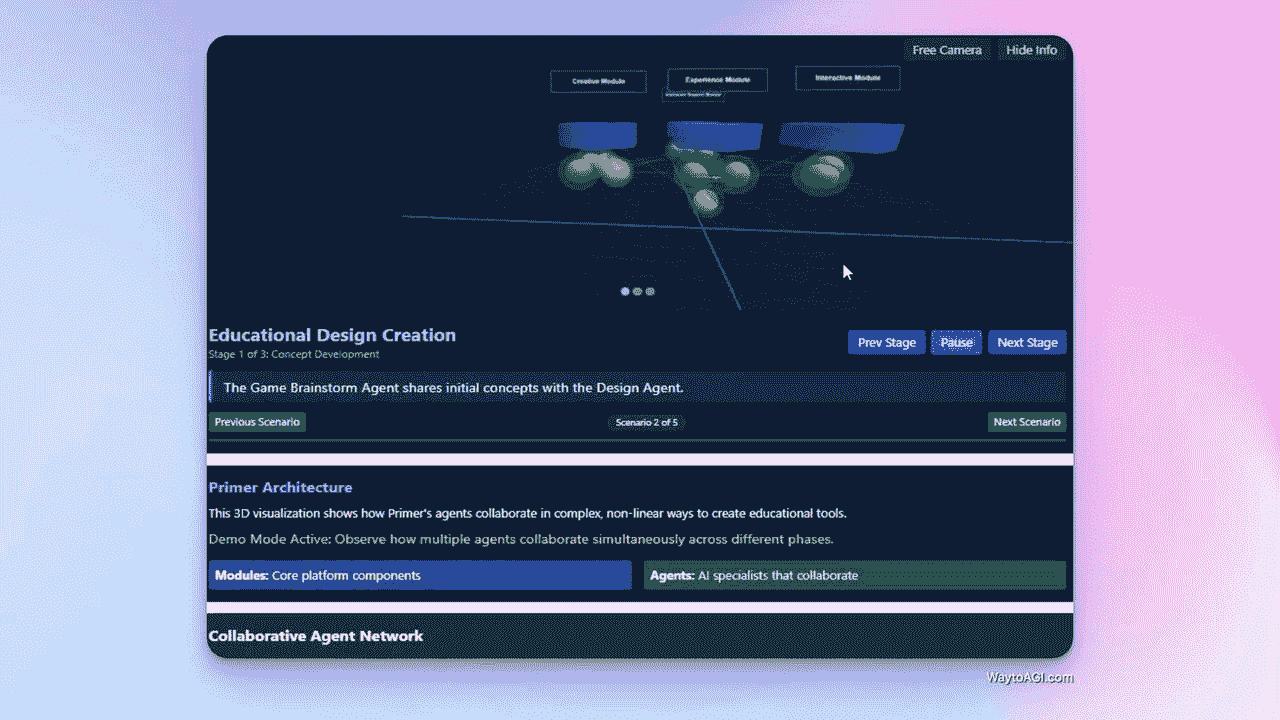 Free Camera
Hide Info
Creative Module
Experience Module
Interactive Module
Educational Design Creation
Stage 1 of 3: Concept Development
Prev Stage
Pause
Next Stage
The Game Brainstorm Agent shares initial concepts with the Design Agent.
Previous Scenario
Scenario 2 of 5
Next Scenario
Primer Architecture
This 3D visualization shows how Primer's agents collaborate in complex, non-linear ways to create educational tools.
Demo Mode Active: Observe how multiple agents collaborate simultaneously across different phases.
Modules: Core platform components
Agents: AI specialists that collaborate
Collaborative Agent Network
WaytoAGI.com